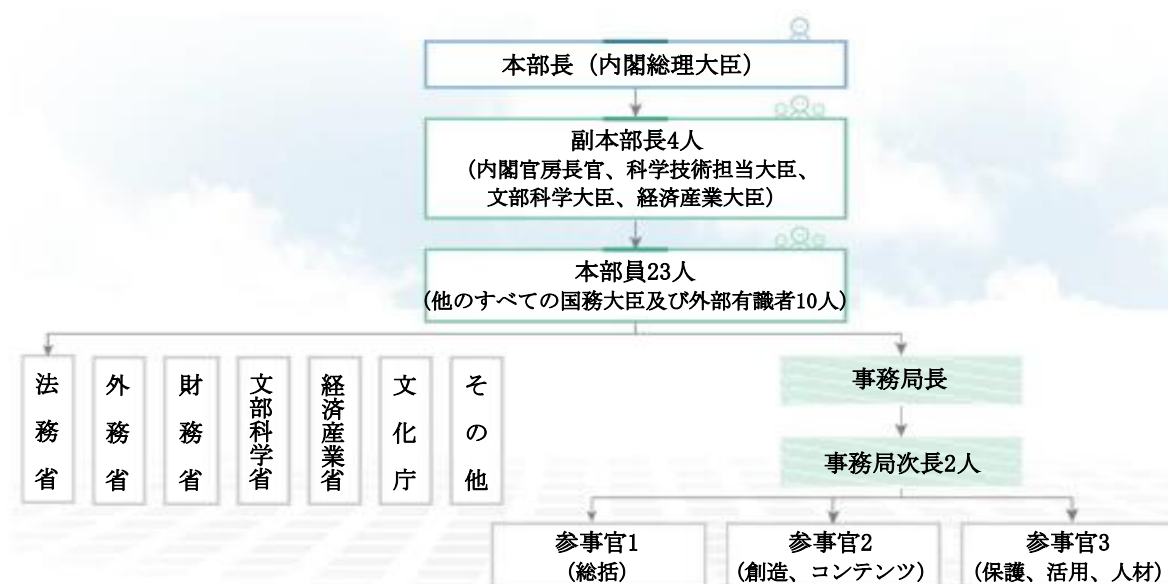 本部長（内閣総理大臣）
副本部長4人
(内閣官房長官、科学技術担当大臣、
文部科学大臣、経済産業大臣）
本部員23人
(他のすべての国務大臣及び外部有識者10人)
法務省
外務省
財務省
文部科学省
経済産業省
文化庁
その他
事務局長
事務局次長2人
参事官1
(総括)
参事官2
(創造、コンテンツ)
参事官3
(保護、活用、人材)